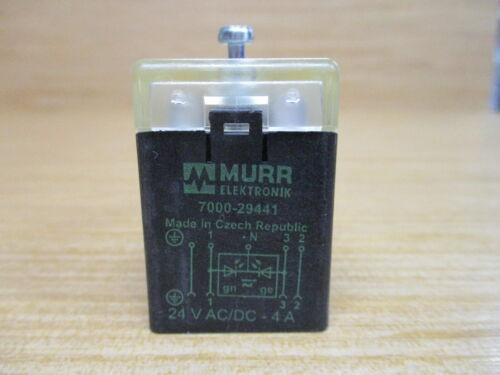 MURR
ELEKTRONIK
7000-29441
Made in Czech Republic
1 - N 3 2
gn ge
1 3 2
24 V AC/DC - 4 A